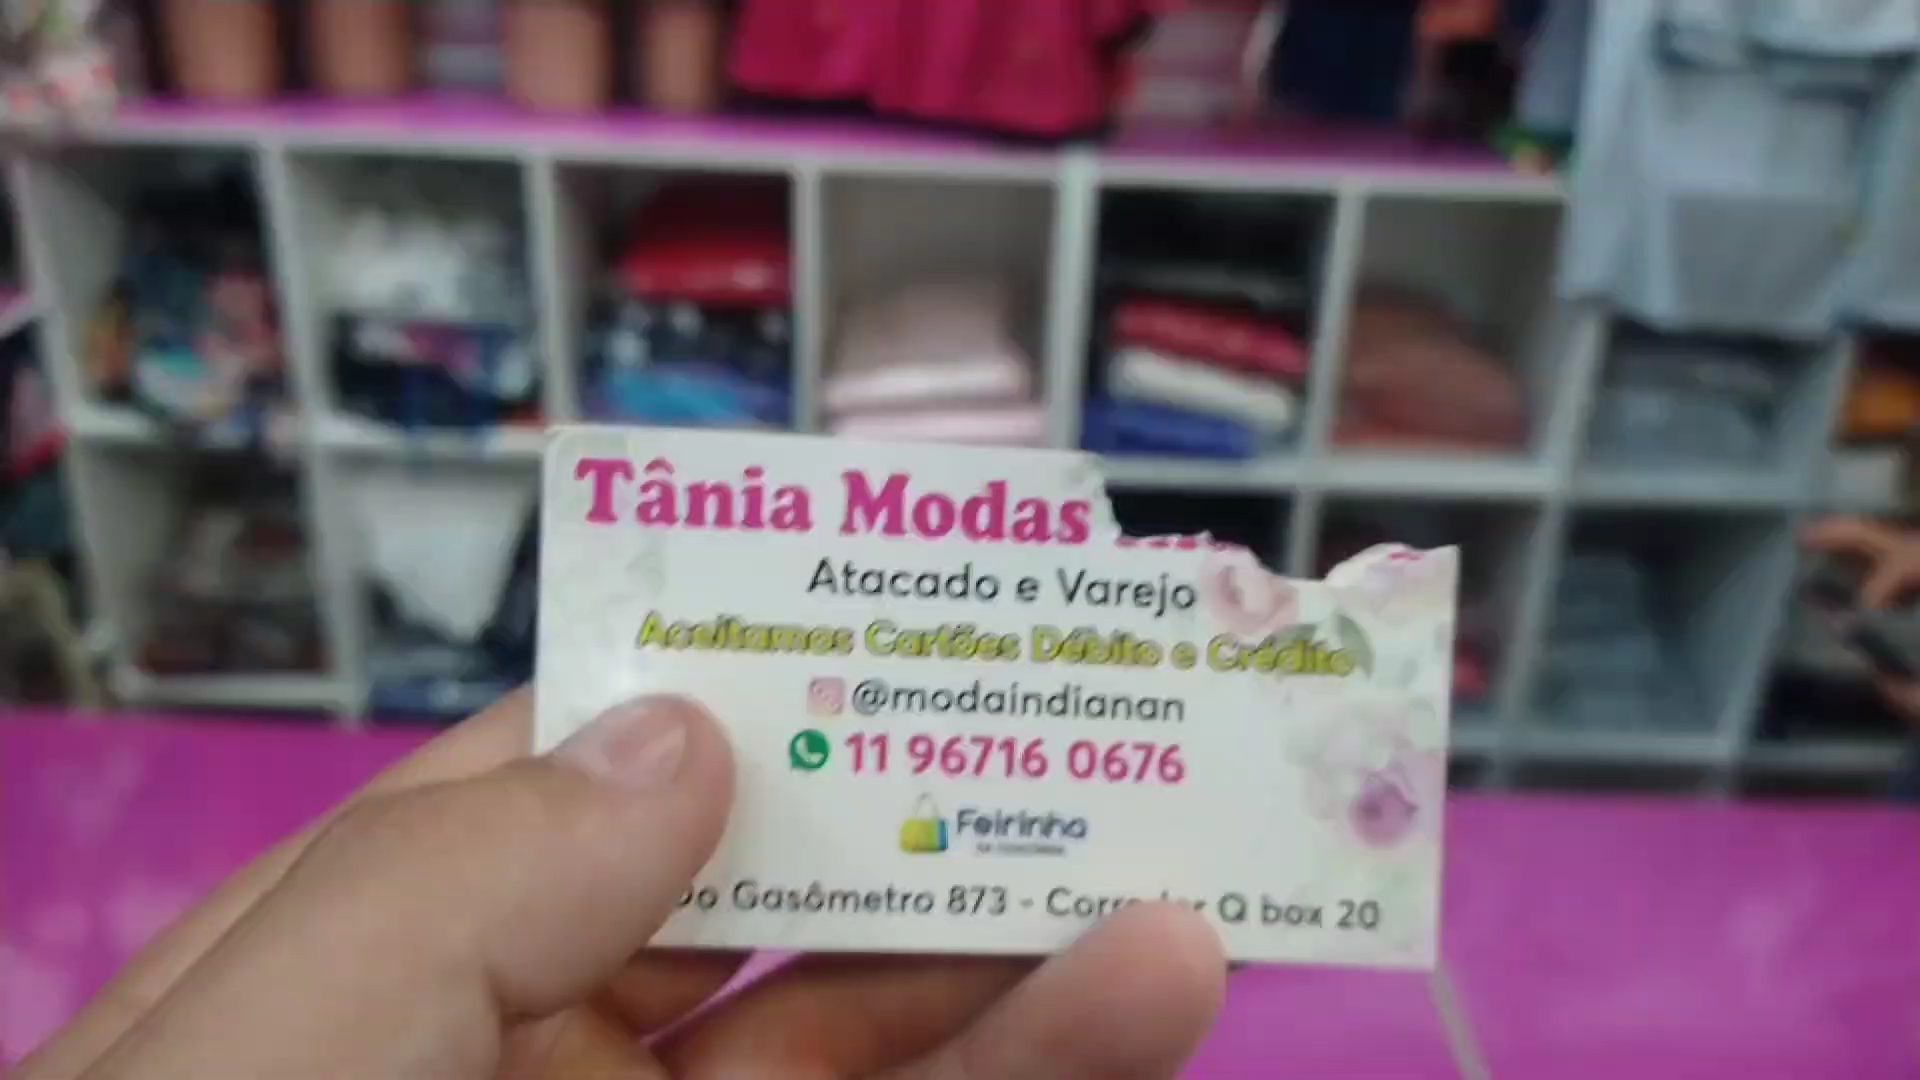 Tânia Modas
Atacado e Varejo
Aceitamos Cartões Débito e Crédito
@modaindianan
11 96716 0676
Feirinha
Gasômetro 873 - Q box 20